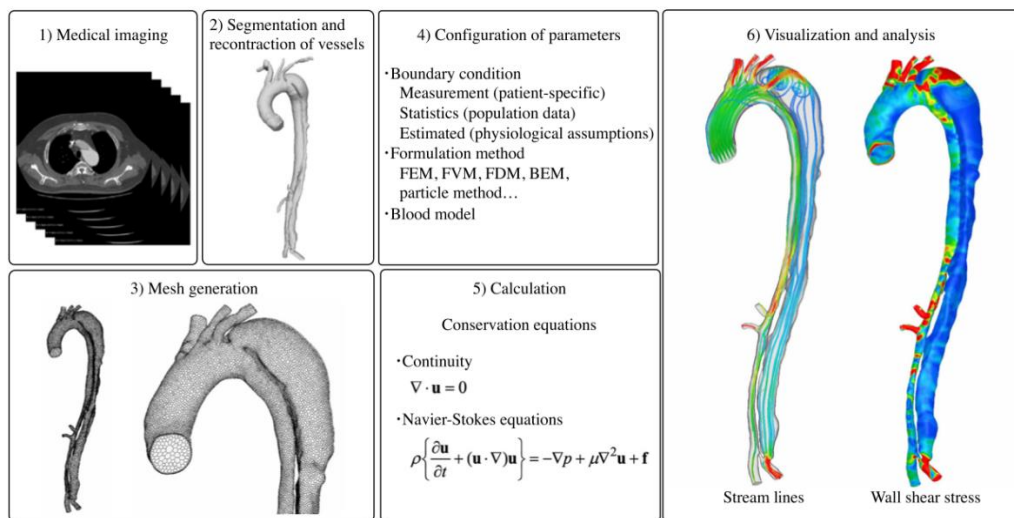 1) Medical imaging
2) Segmentation and
recontraction of vessels
4) Configuration of parameters
·Boundary condition
Measurement (patient-specific)
Statistics (population data)
Estimated (physiological assumptions)
·Formulation method
FEM, FVM, FDM, BEM,
particle method…
·Blood model
3) Mesh generation
5) Calculation
Conservation equations
·Continuity
∇ · u = 0
·Navier-Stokes equations
ρ{∂u/∂t + (u · ∇)u} = −∇p + μ∇²u + f
6) Visualization and analysis
Stream lines
Wall shear stress